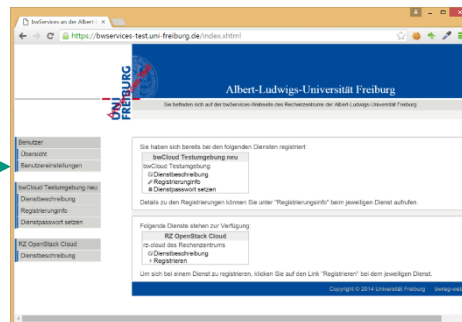 bwServices an der Albert-L
https://bwservices-test.uni-freiburg.de/index.xhtml
UNI
FREIBURG
Albert-Ludwigs-Universität Freiburg
Sie befinden sich auf der bwServices-Webseite des Rechenzentrums der Albert-Ludwigs-Universität Freiburg
Benutzer
Übersicht
Benutzereinstellungen
bwCloud Testumgebung neu
Dienstbeschreibung
Registrierungsinfo
Dienstpasswort setzen
RZ OpenStack Cloud
Dienstbeschreibung
Sie haben sich bereits bei den folgenden Diensten registriert:
bwCloud Testumgebung neu
bwCloud Testumgebung
Dienstbeschreibung
Registrierungsinfo
Dienstpasswort setzen
Details zu den Registrierungen können Sie unter "Registrierungsinfo" beim jeweiligen Dienst aufrufen.
Folgende Dienste stehen zur Verfügung:
RZ OpenStack Cloud
rz-cloud des Rechenzentrums
Dienstbeschreibung
Registrieren
Um sich bei einem Dienst zu registrieren, klicken Sie auf den Link "Registrieren" bei dem jeweiligen Dienst.
Copyright © 2014 Universität Freiburg